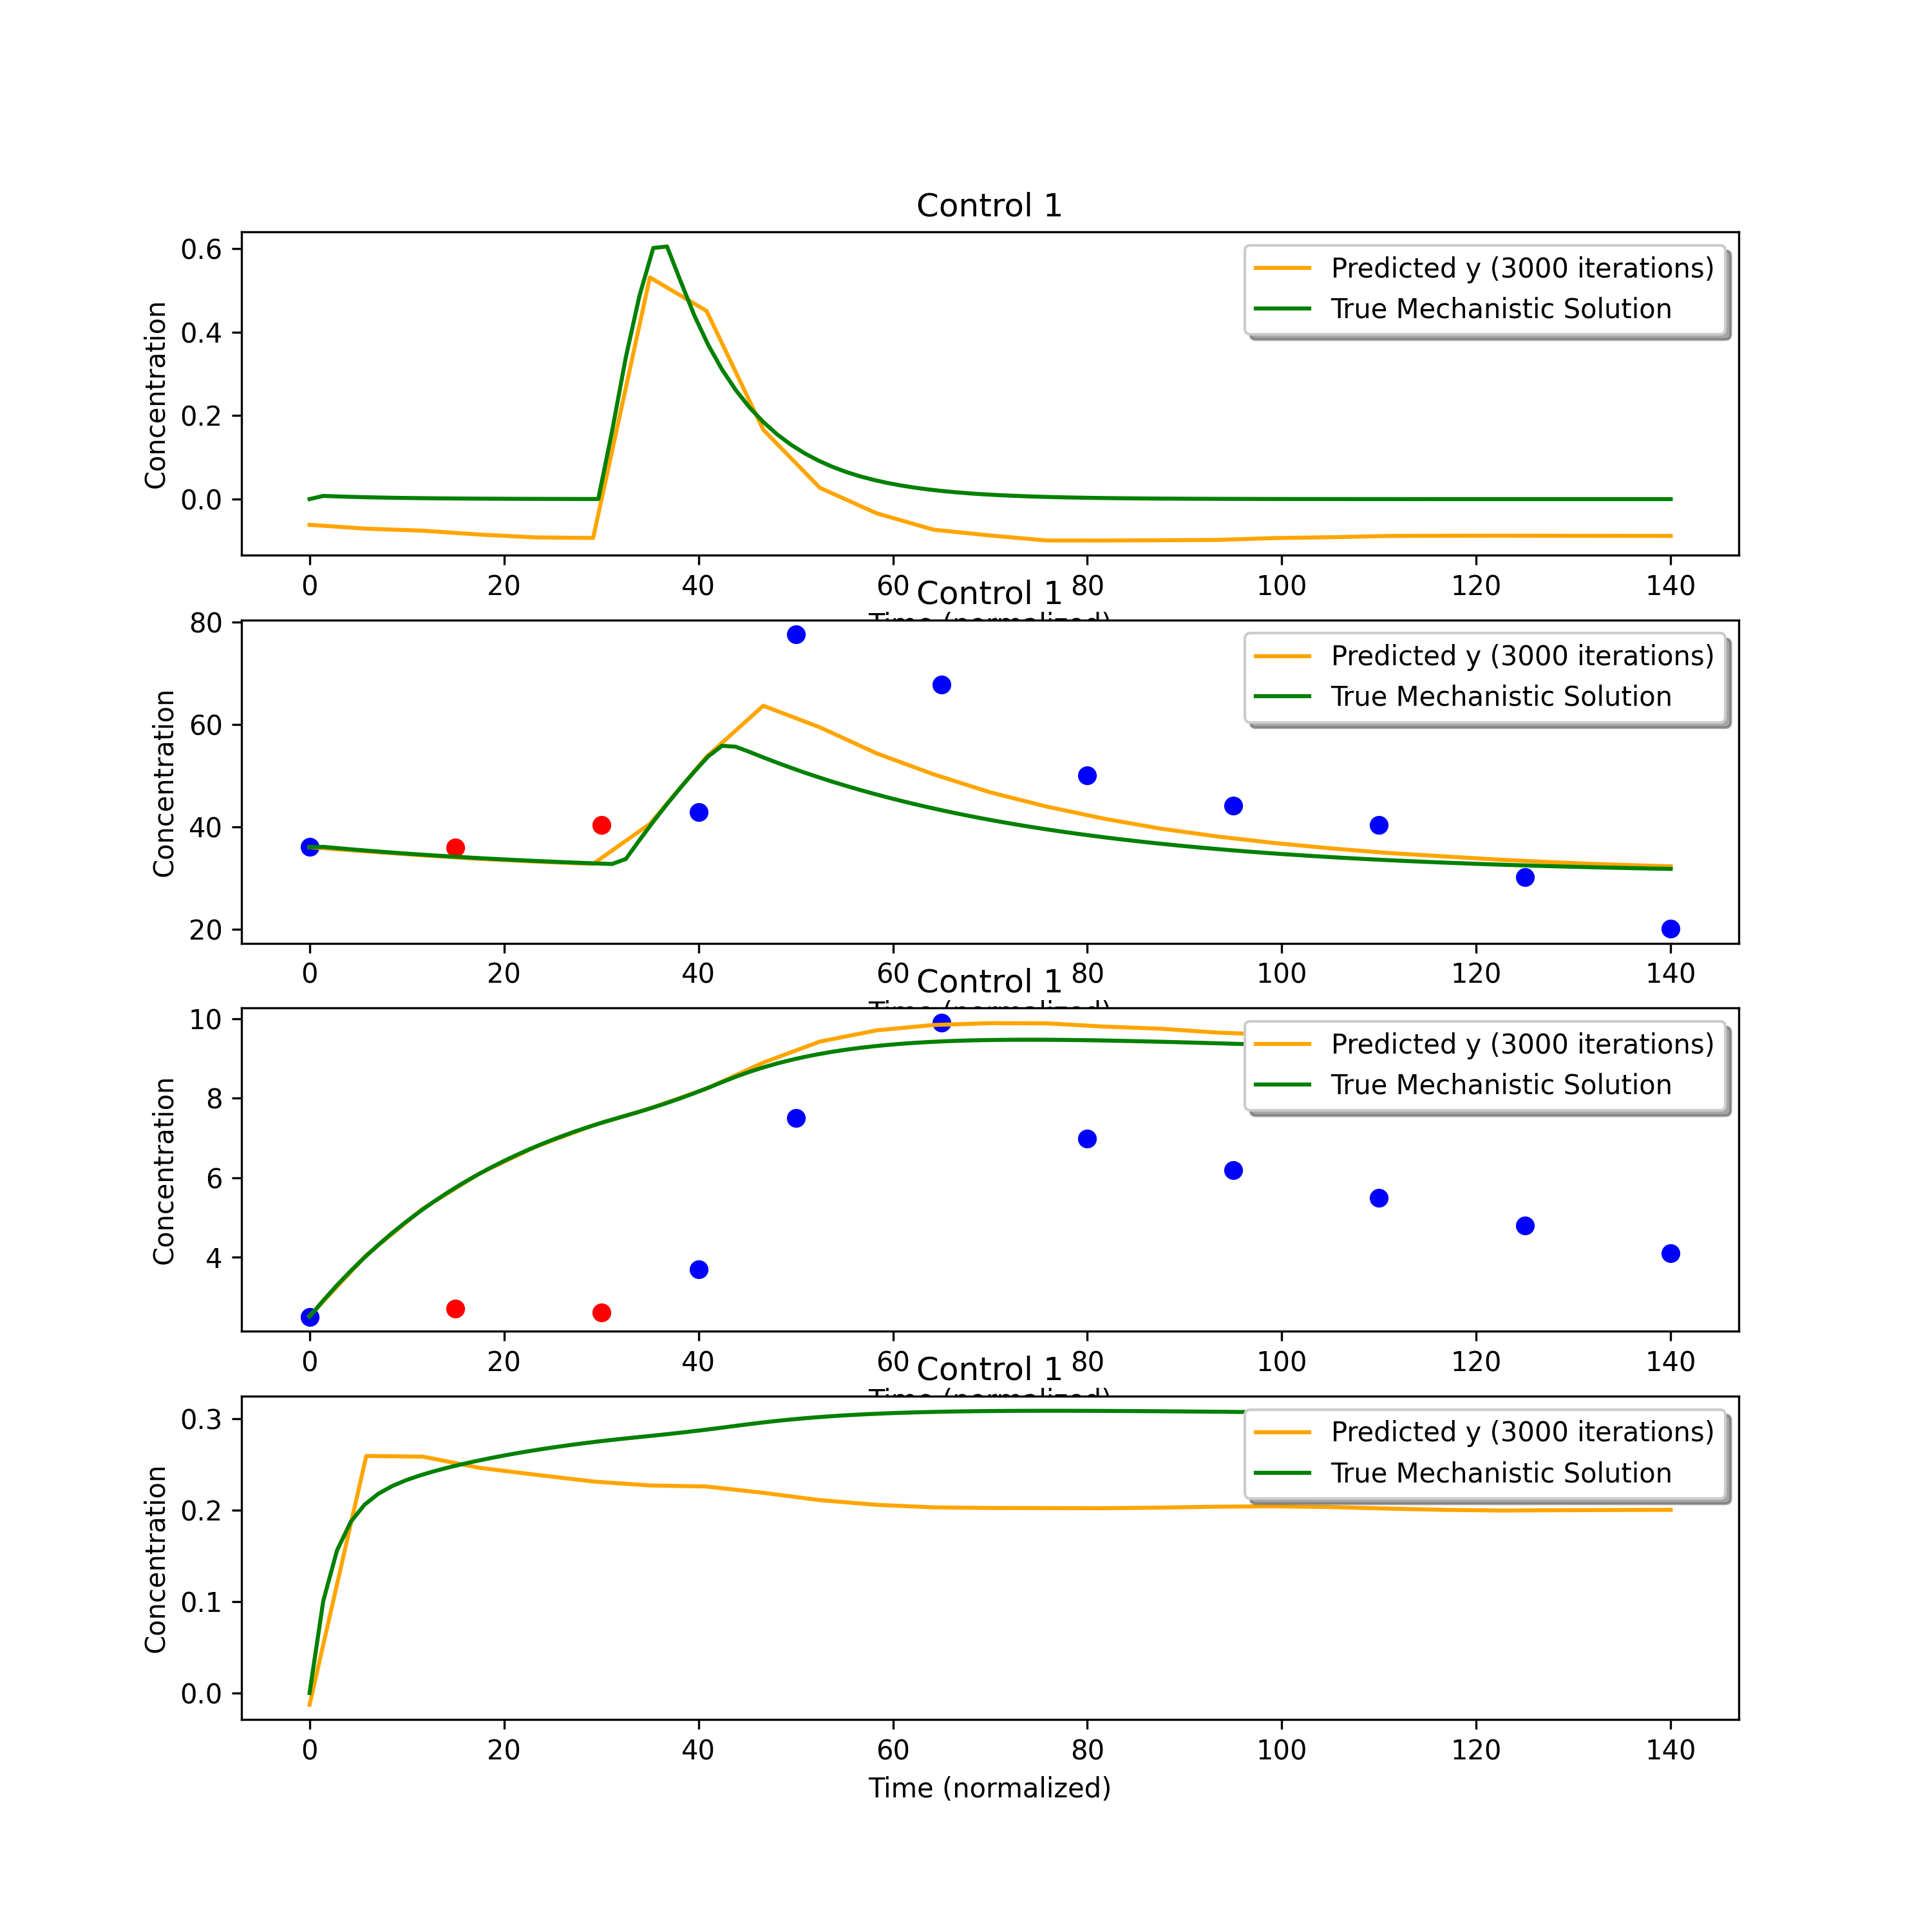 Control 1
Concentration
0.6
0.4
0.2
0.0
Predicted y (3000 iterations)
True Mechanistic Solution
0 20 40 60 80 100 120 140
Control 1
Concentration
80
60
40
20
Predicted y (3000 iterations)
True Mechanistic Solution
0 20 40 60 80 100 120 140
Control 1
Concentration
10
8
6
4
Predicted y (3000 iterations)
True Mechanistic Solution
0 20 40 60 80 100 120 140
Control 1
Concentration
0.3
0.2
0.1
0.0
Predicted y (3000 iterations)
True Mechanistic Solution
0 20 40 60 80 100 120 140
Time (normalized)